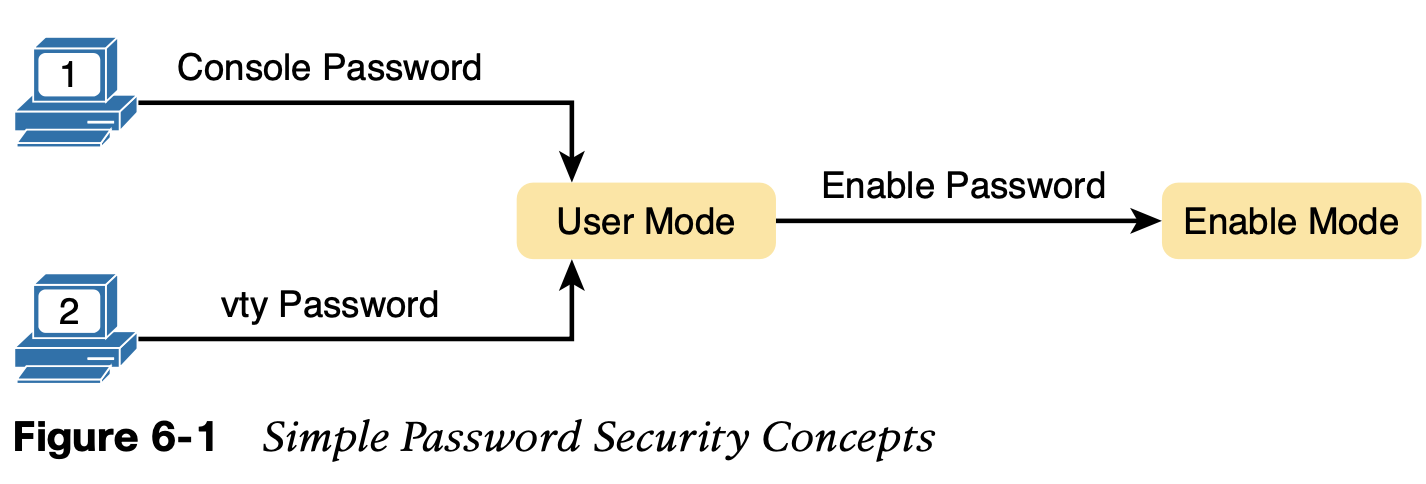 1
Console Password
User Mode
Enable Password
Enable Mode
2
vty Password
Figure 6-1 Simple Password Security Concepts